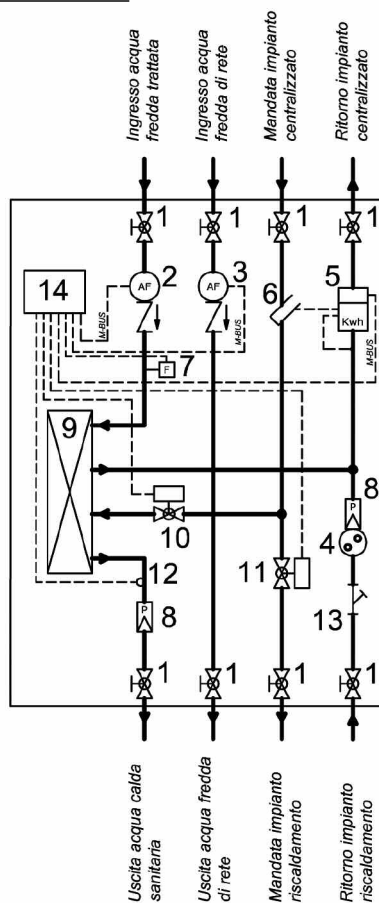 Ingresso acqua
fredda trattata
Ingresso acqua
fredda di rete
Mandata impianto
centralizzato
Ritorno impianto
centralizzato
1
1
1
1
14
AF
2
AF
3
6
5
Kwh
M-BUS
M-BUS
M-BUS
F
7
9
10
12
P
8
11
P
8
4
13
1
1
1
1
Uscita acqua calda
sanitaria
Uscita acqua fredda
di rete
Mandata impianto
riscaldamento
Ritorno impianto
riscaldamento